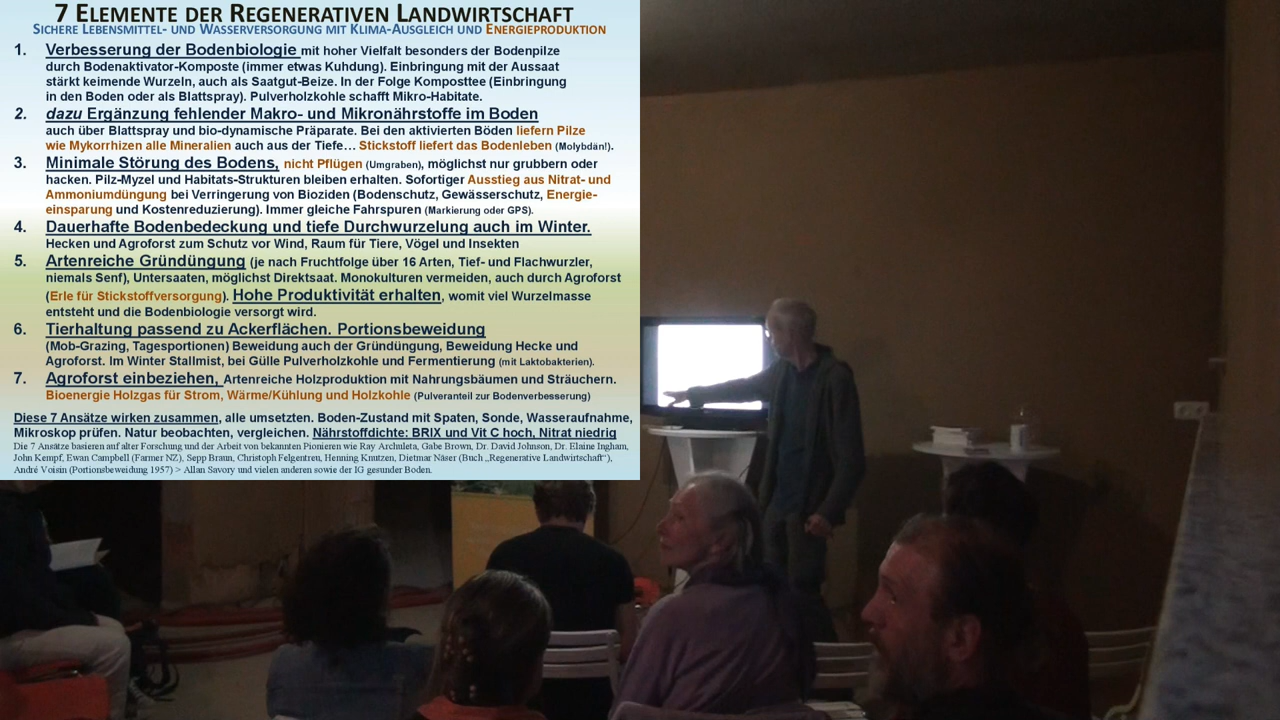 7 Elemente der Regenerativen Landwirtschaft
Sichere Lebensmittel- und Wasserversorgung mit Klima-Ausgleich und Energieproduktion
1. Verbesserung der Bodenbiologie mit hoher Vielfalt besonders der Bodenpilze
durch Bodenaktivator-Komposte (immer etwas Kuhdung). Einbringung mit der Aussaat
stärkt keimende Wurzeln, auch als Saatgut-Beize. In der Folge Komposttee (Einbringung
in den Boden oder als Blattspray). Pulverholzkohle schafft Mikro-Habitate.
2. dazu Ergänzung fehlender Makro- und Mikronährstoffe im Boden
auch über Blattspray und bio-dynamische Präparate. Bei den aktivierten Böden liefern Pilze
wie Mykorrhizen alle Mineralien auch aus der Tiefe… Stickstoff liefert das Bodenleben (Molybdän!).
3. Minimale Störung des Bodens, nicht Pflügen (Umgraben), möglichst nur grubbern oder
hacken. Pilz-Myzel und Habitats-Strukturen bleiben erhalten. Sofortiger Ausstieg aus Nitrat- und
Ammoniumdüngung bei Verringerung von Bioziden (Bodenschutz, Gewässerschutz, Energie-
einsparung und Kostenreduzierung). Immer gleiche Fahrspuren (Markierung oder GPS).
4. Dauerhafte Bodenbedeckung und tiefe Durchwurzelung auch im Winter.
Hecken und Agroforst zum Schutz vor Wind, Raum für Tiere, Vögel und Insekten
5. Artenreiche Gründüngung (je nach Fruchtfolge über 16 Arten, Tief- und Flachwurzler,
niemals Senf), Untersaaten, möglichst Direktsaat. Monokulturen vermeiden, auch durch Agroforst
(Erle für Stickstoffversorgung). Hohe Produktivität erhalten, womit viel Wurzelmasse
entsteht und die Bodenbiologie versorgt wird.
6. Tierhaltung passend zu Ackerflächen. Portionsbeweidung
(Mob-Grazing, Tagesportionen) Beweidung auch der Gründüngung, Beweidung Hecke und
Agroforst. Im Winter Stallmist, bei Gülle Pulverholzkohle und Fermentierung (mit Laktobakterien).
7. Agroforst einbeziehen, Artenreiche Holzproduktion mit Nahrungsbäumen und Sträuchern.
Bioenergie Holzgas für Strom, Wärme/Kühlung und Holzkohle (Pulveranteil zur Bodenverbesserung)
Diese 7 Ansätze wirken zusammen, alle umsetzten. Boden-Zustand mit Spaten, Sonde, Wasseraufnahme,
Mikroskop prüfen. Natur beobachten, vergleichen. Nährstoffdichte: BRIX und Vit C hoch, Nitrat niedrig
Die 7 Ansätze basieren auf alter Forschung und der Arbeit von bekannten Pionieren wie Ray Archuleta, Gabe Brown, Dr. David Johnson, Dr. Elaine Ingham,
John Kempf, Ewan Campbell (Farmer NZ.), Sepp Braun, Christoph Felgentreu, Henning Knutzen, Dietmar Näser (Buch „Regenerative Landwirtschaft“),
André Voisin (Portionsbeweidung 1957) > Allan Savory und vielen anderen sowie der IG gesunder Boden.